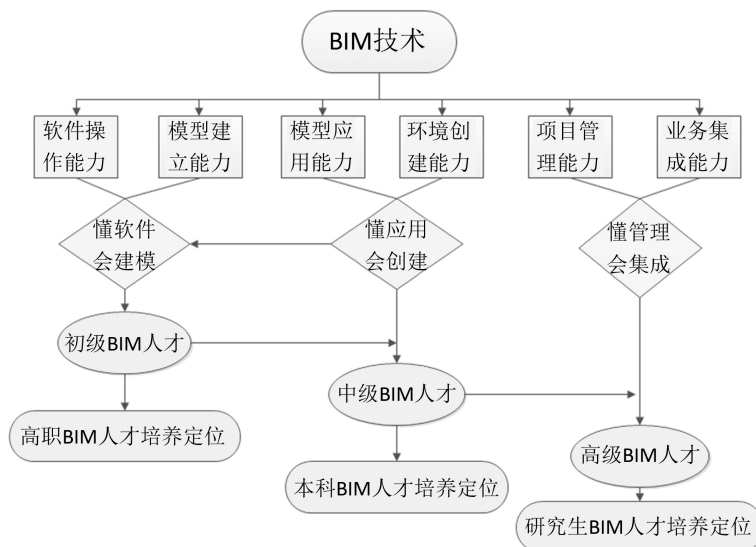 BIM技术
软件操
作能力
模型建
立能力
模型应
用能力
环境创
建能力
项目管
理能力
业务集
成能力
懂软件
会建模
懂应用
会创建
懂管理
会集成
初级BIM人才
中级BIM人才
高级BIM人才
高职BIM人才培养定位
本科BIM人才培养定位
研究生BIM人才培养定位